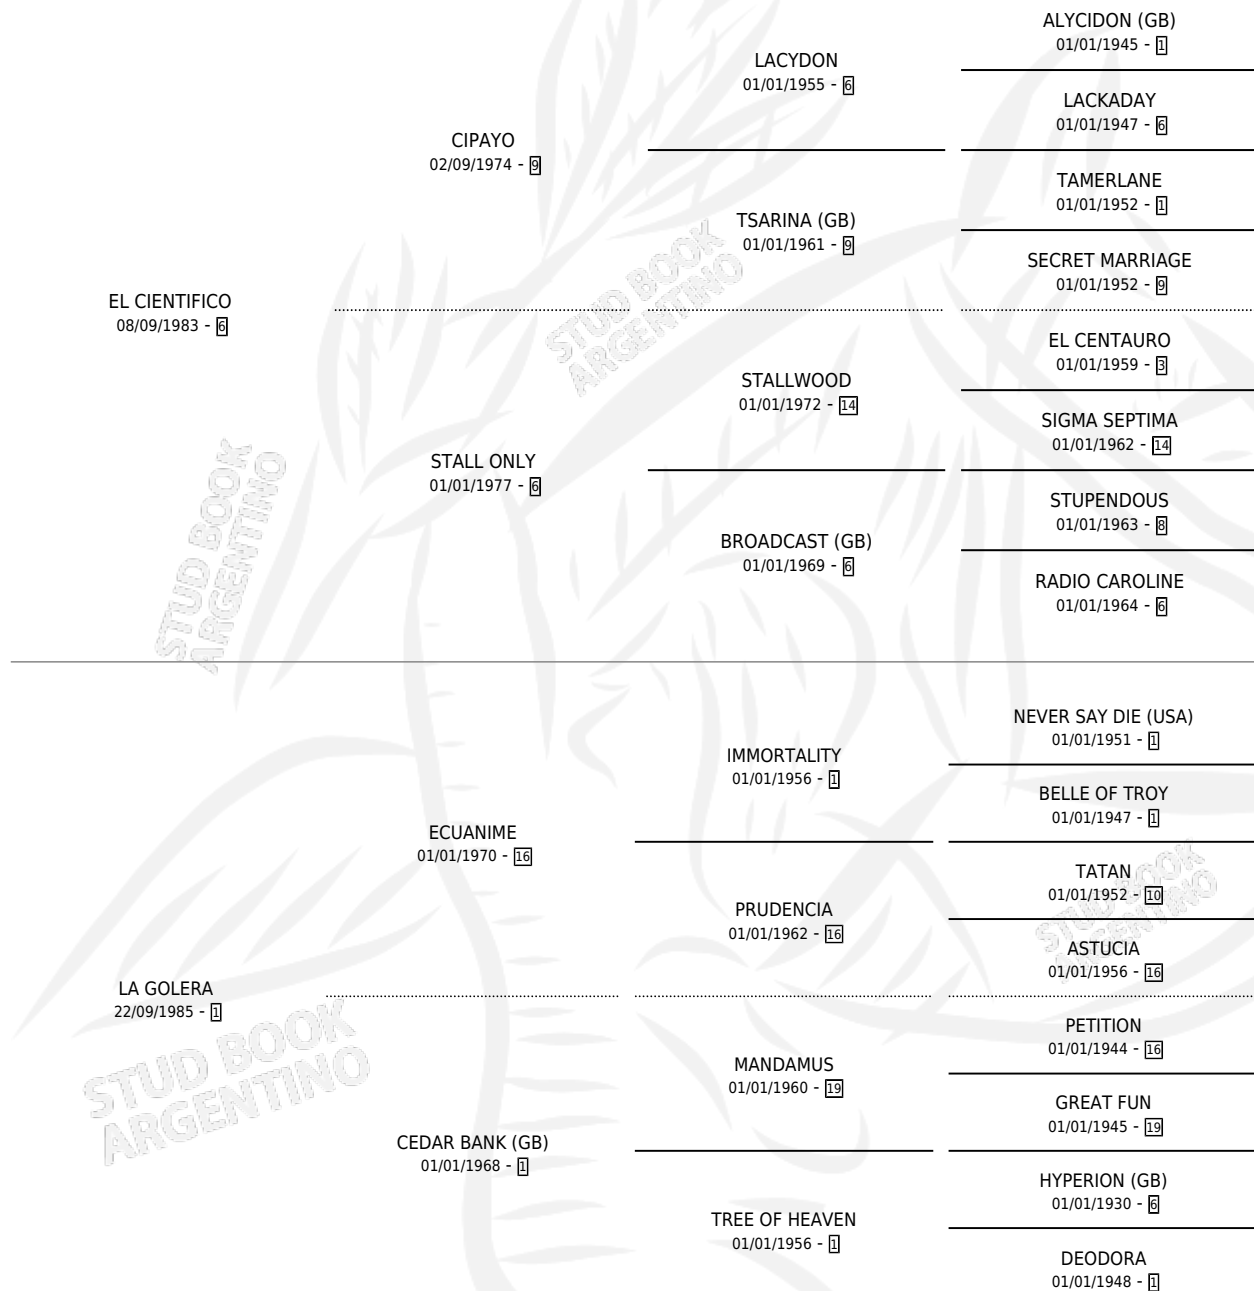 ALYCIDON (GB)
01/01/1945 - 1
LACYDON
01/01/1955 - 6
LACKADAY
01/01/1947 - 6
CIPAYO
02/09/1974 - 9
TAMERLANE
01/01/1952 - 1
TSARINA (GB)
01/01/1961 - 9
SECRET MARRIAGE
01/01/1952 - 9
EL CIENTIFICO
08/09/1983 - 6
EL CENTAURO
01/01/1959 - 3
STALLWOOD
01/01/1972 - 14
SIGMA SEPTIMA
01/01/1962 - 14
STALL ONLY
01/01/1977 - 6
STUPENDOUS
01/01/1963 - 8
BROADCAST (GB)
01/01/1969 - 6
RADIO CAROLINE
01/01/1964 - 6
STUD BOOK
ARGENTINO
STUD BOOK
ARGENTINO
NEVER SAY DIE (USA)
01/01/1951 - 1
IMMORTALITY
01/01/1956 - 1
BELLE OF TROY
01/01/1947 - 1
ECUANIME
01/01/1970 - 16
TATAN
01/01/1952 - 10
PRUDENCIA
01/01/1962 - 16
ASTUCIA
01/01/1956 - 16
LA GOLERA
22/09/1985 - 1
PETITION
01/01/1944 - 16
MANDAMUS
01/01/1960 - 19
GREAT FUN
01/01/1945 - 19
CEDAR BANK (GB)
01/01/1968 - 1
HYPERION (GB)
01/01/1930 - 6
TREE OF HEAVEN
01/01/1956 - 1
DEODORA
01/01/1948 - 1
STUD BOOK
ARGENTINO
STUD BOOK
ARGENTINO